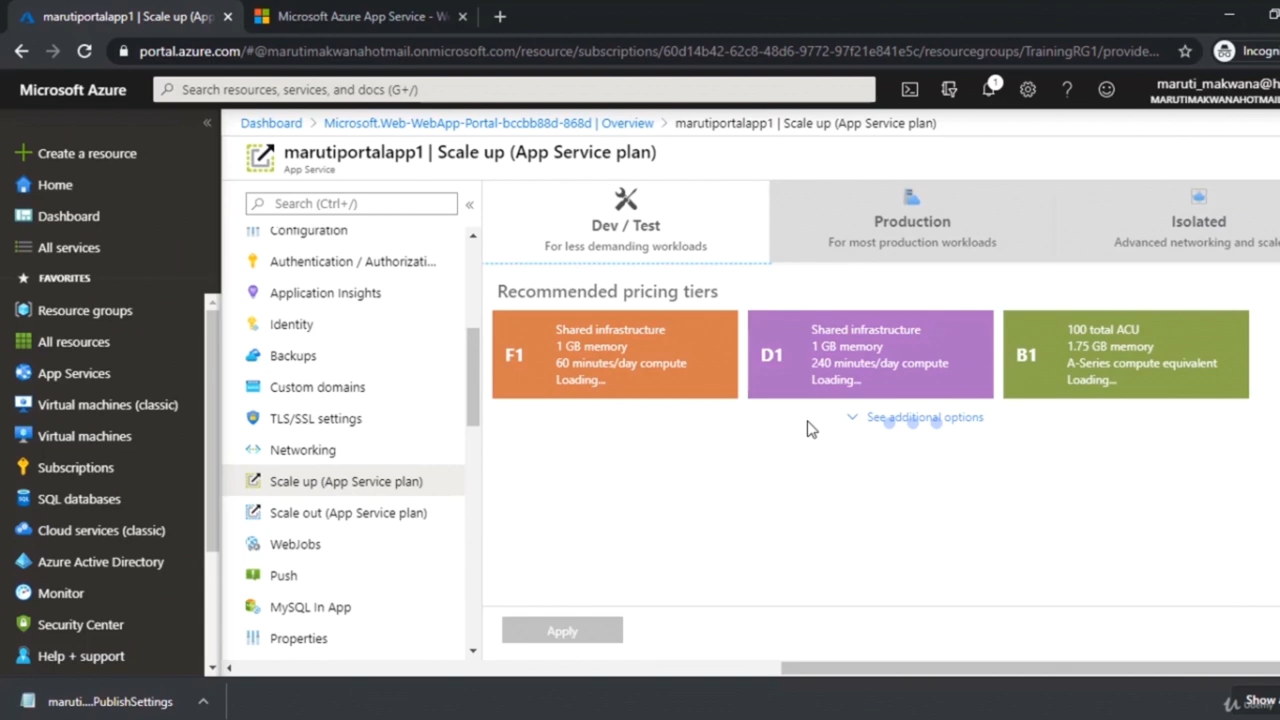 marutiportalapp1 | Scale up (App
Microsoft Azure App Service - W
portal.azure.com/#@marutimakwanahotmail.onmicrosoft.com/resource/subscriptions/60d14b42-62c8-48d6-9772-97f21e841e5c/resourcegroups/TrainingRG1/provide...
Incogn
Microsoft Azure
Search resources, services, and docs (G+/)
1
maruti_makwana@h
MARUTIMAKWANAHOTMAIL
Create a resource
Home
Dashboard
All services
FAVORITES
Resource groups
All resources
App Services
Virtual machines (classic)
Virtual machines
Subscriptions
SQL databases
Cloud services (classic)
Azure Active Directory
Monitor
Security Center
Help + support
Dashboard > Microsoft.Web-WebApp-Portal-bccbb88d-868d | Overview > marutiportalapp1 | Scale up (App Service plan)
marutiportalapp1 | Scale up (App Service plan)
App Service
Search (Ctrl+/)
Configuration
Authentication / Authorizati...
Application Insights
Identity
Backups
Custom domains
TLS/SSL settings
Networking
Scale up (App Service plan)
Scale out (App Service plan)
WebJobs
Push
MySQL In App
Properties
Dev / Test
For less demanding workloads
Production
For most production workloads
Isolated
Advanced networking and scale
Recommended pricing tiers
F1
Shared infrastructure
1 GB memory
60 minutes/day compute
Loading...
D1
Shared infrastructure
1 GB memory
240 minutes/day compute
Loading...
B1
100 total ACU
1.75 GB memory
A-Series compute equivalent
Loading...
See additional options
Apply
maruti....PublishSettings
Show